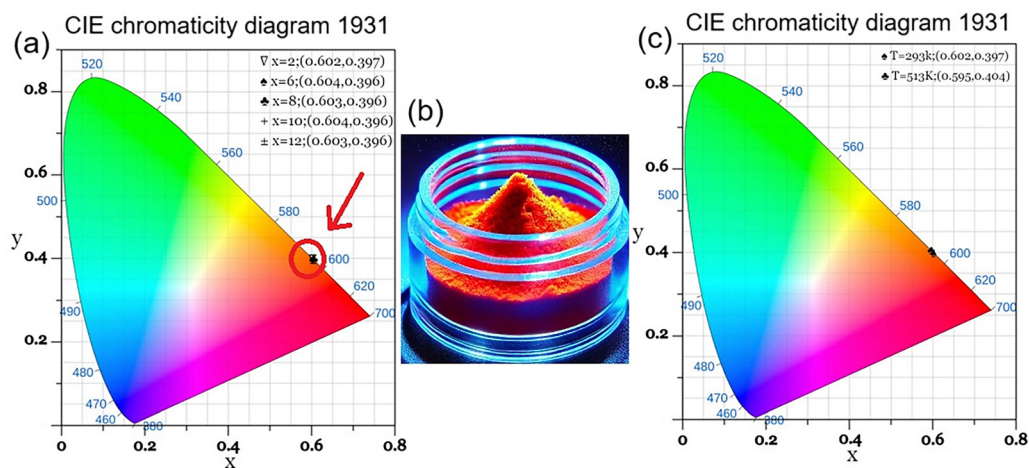 CIE chromaticity diagram 1931
(a)
▽ x=2;(0.602,0.397)
♠ x=6;(0.604,0.396)
♣ x=8;(0.603,0.396)
+ x=10;(0.604,0.396)
± x=12;(0.603,0.396)
520
540
560
580
600
620
700
500
490
480
470
460
380
0.8
0.6
0.4
0.2
y
0
0.2
0.4
0.6
0.8
x
(b)
CIE chromaticity diagram 1931
(c)
♠ T=293k;(0.602,0.397)
♣ T=513K;(0.595,0.404)
520
540
560
580
600
620
700
500
490
480
470
460
380
0.8
0.6
0.4
0.2
y
0
0.2
0.4
0.6
0.8
x